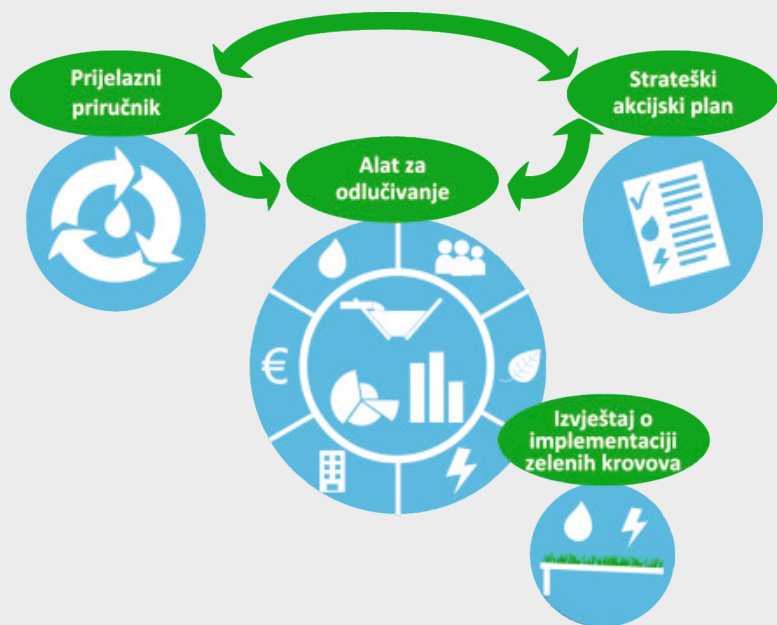 Prijelazni
priručnik
Strateški
akcijski plan
Alat za
odlučivanje
€
Izvještaj o
implementaciji
zelenih krovova